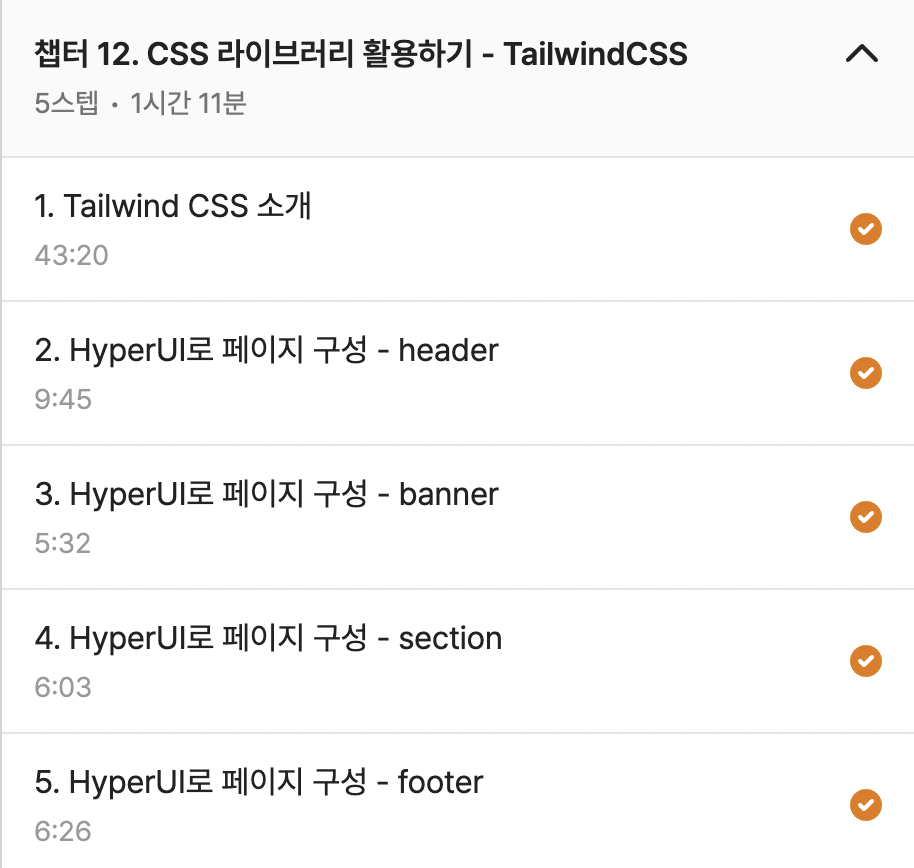 챕터 12. CSS 라이브러리 활용하기 - TailwindCSS
5스텝 • 1시간 11분
1. Tailwind CSS 소개
43:20
2. HyperUI로 페이지 구성 - header
9:45
3. HyperUI로 페이지 구성 - banner
5:32
4. HyperUI로 페이지 구성 - section
6:03
5. HyperUI로 페이지 구성 - footer
6:26